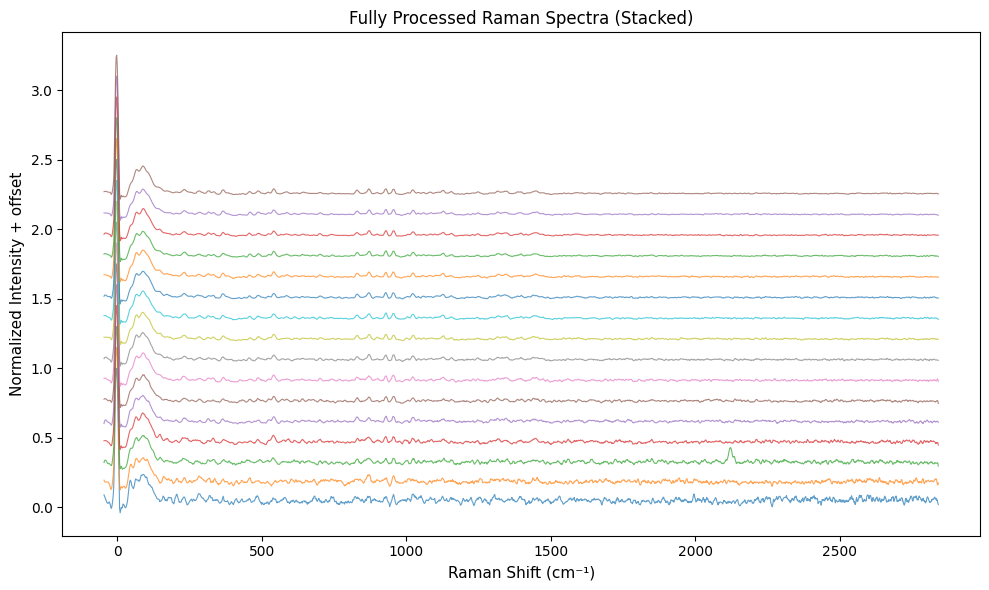 Fully Processed Raman Spectra (Stacked)
Normalized Intensity + offset
3.0
2.5
2.0
1.5
1.0
0.5
0.0
0 500 1000 1500 2000 2500
Raman Shift (cm⁻¹)